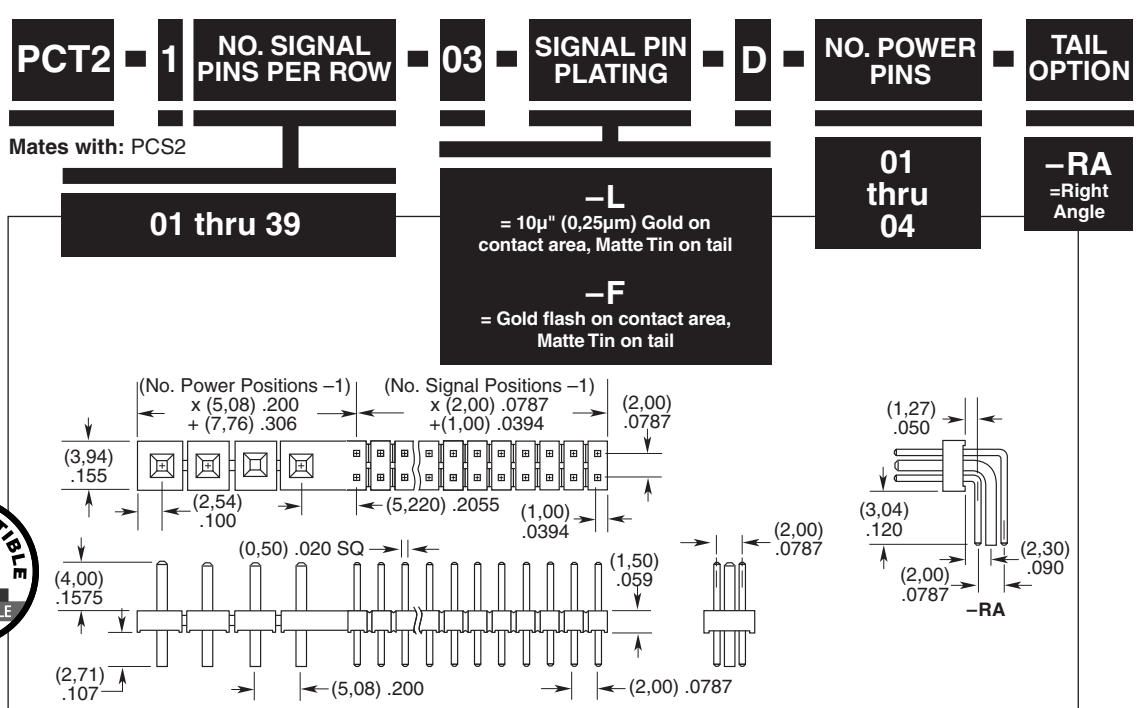 PCT2 - 1 NO. SIGNAL PINS PER ROW - 03 - SIGNAL PIN PLATING - D - NO. POWER PINS - TAIL OPTION
Mates with: PCS2
01 thru 39
–L
= 10µ" (0,25µm) Gold on
contact area, Matte Tin on tail
–F
= Gold flash on contact area,
Matte Tin on tail
01
thru
04
–RA
=Right
Angle
(No. Power Positions –1)
x (5,08) .200
+ (7,76) .306
(No. Signal Positions –1)
x (2,00) .0787
+(1,00) .0394
(2,00)
.0787
(3,94)
.155
(2,54)
.100
(5,220) .2055
(1,00)
.0394
(1,27)
.050
(3,04)
.120
(2,00)
.0787
(2,30)
.090
–RA
(0,50) .020 SQ
(4,00)
.1575
(1,50)
.059
(2,00)
.0787
(2,71)
.107
(5,08) .200
(2,00) .0787